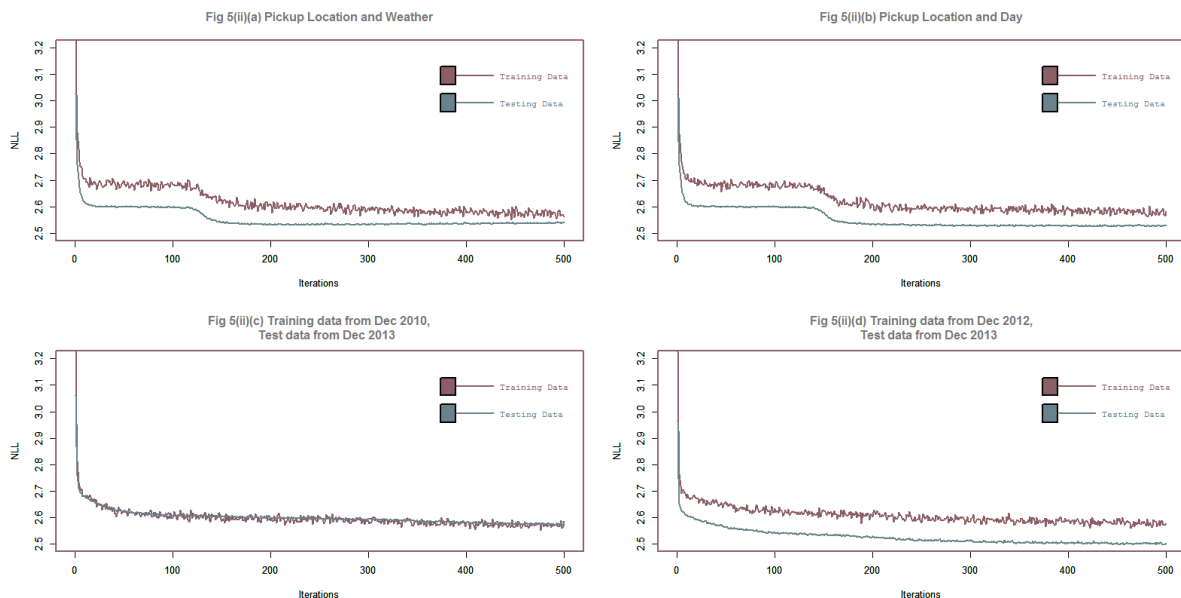 Fig 5(ii)(a) Pickup Location and Weather
3.2
3.1
3.0
2.9
2.8
2.7
2.6
2.5
NLL
Training Data
Testing Data
0 100 200 300 400 500
Iterations
Fig 5(ii)(b) Pickup Location and Day
3.2
3.1
3.0
2.9
2.8
2.7
2.6
2.5
NLL
Training Data
Testing Data
0 100 200 300 400 500
Iterations
Fig 5(ii)(c) Training data from Dec 2010,
Test data from Dec 2013
3.2
3.1
3.0
2.9
2.8
2.7
2.6
2.5
NLL
Training Data
Testing Data
0 100 200 300 400 500
Iterations
Fig 5(ii)(d) Training data from Dec 2012,
Test data from Dec 2013
3.2
3.1
3.0
2.9
2.8
2.7
2.6
2.5
NLL
Training Data
Testing Data
0 100 200 300 400 500
Iterations